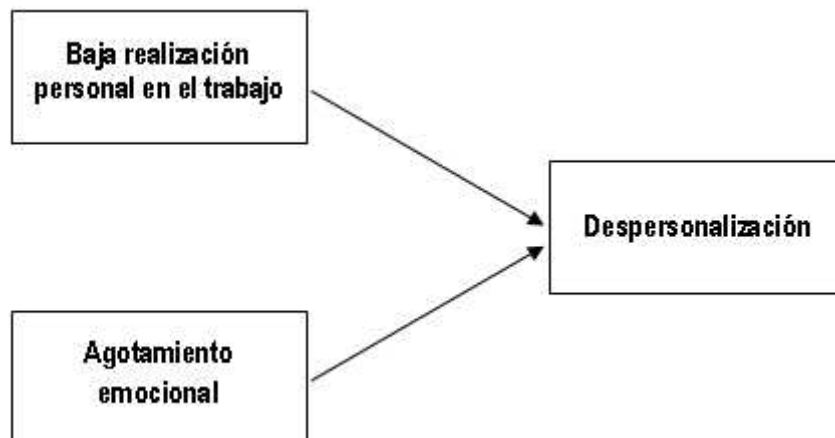 Baja realización
personal en el trabajo
Despersonalización
Agotamiento
emocional